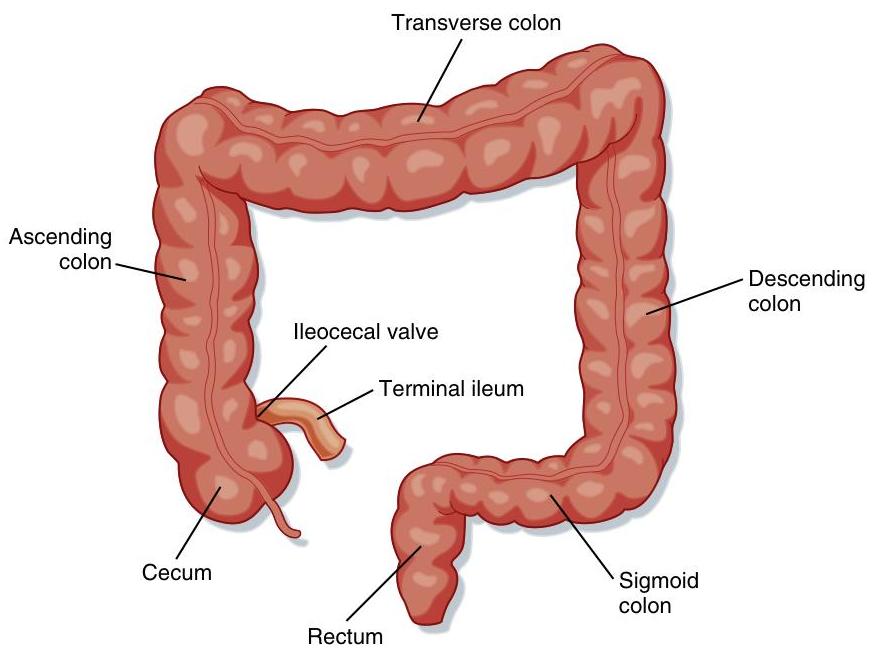 Transverse colon
Ascending
colon
Descending
colon
Ileocecal valve
Terminal ileum
Cecum
Sigmoid
colon
Rectum